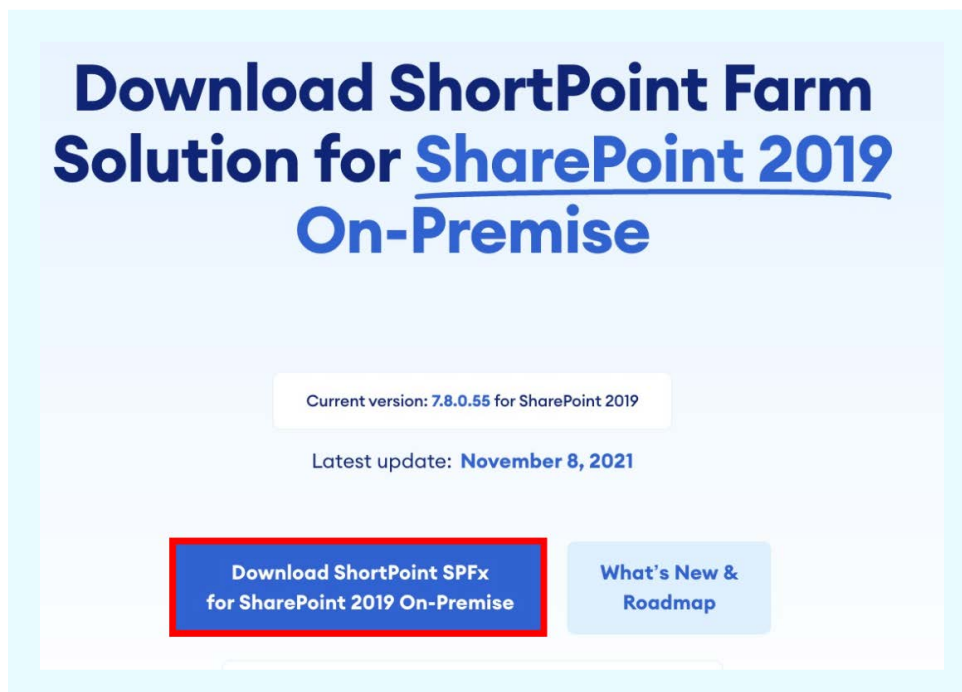 Download ShortPoint Farm
Solution for SharePoint 2019
On-Premise
Current version: 7.8.0.55 for SharePoint 2019
Latest update: November 8, 2021
Download ShortPoint SPFx
for SharePoint 2019 On-Premise
What's New &
Roadmap